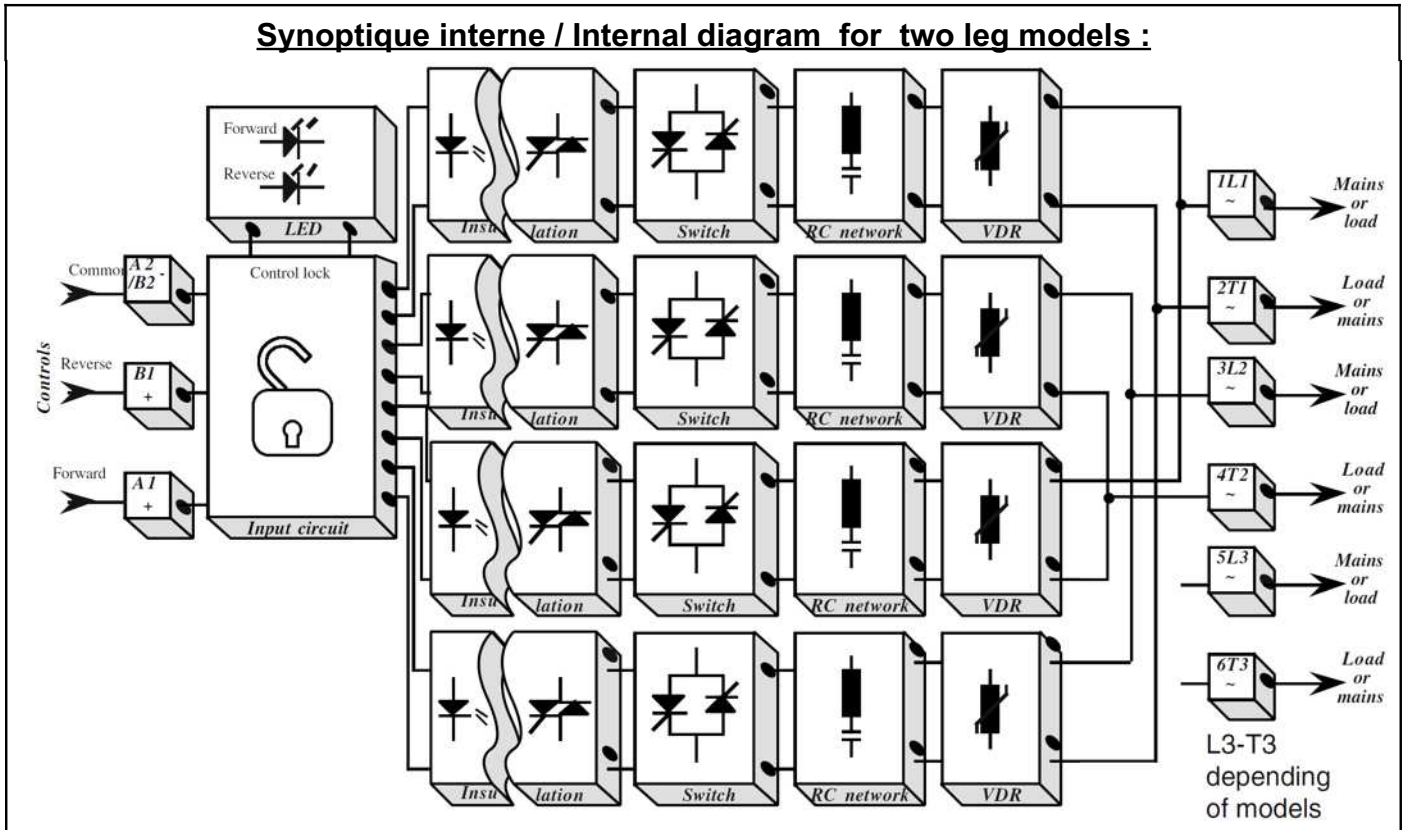 Synoptique interne / Internal diagram for two leg models :
Forward
Reverse
LED
Controls
Common
A2
/B2 -
Reverse
B1
+
Forward
A1
+
Control lock
Input circuit
Insu lation
Switch
RC network
VDR
Insu lation
Switch
RC network
VDR
Insu lation
Switch
RC network
VDR
Insu lation
Switch
RC network
VDR
1L1
~
Mains
or
load
2T1
~
Load
or
mains
3L2
~
Mains
or
load
4T2
~
Load
or
mains
5L3
~
Mains
or
load
6T3
~
Load
or
mains
L3-T3
depending
of models